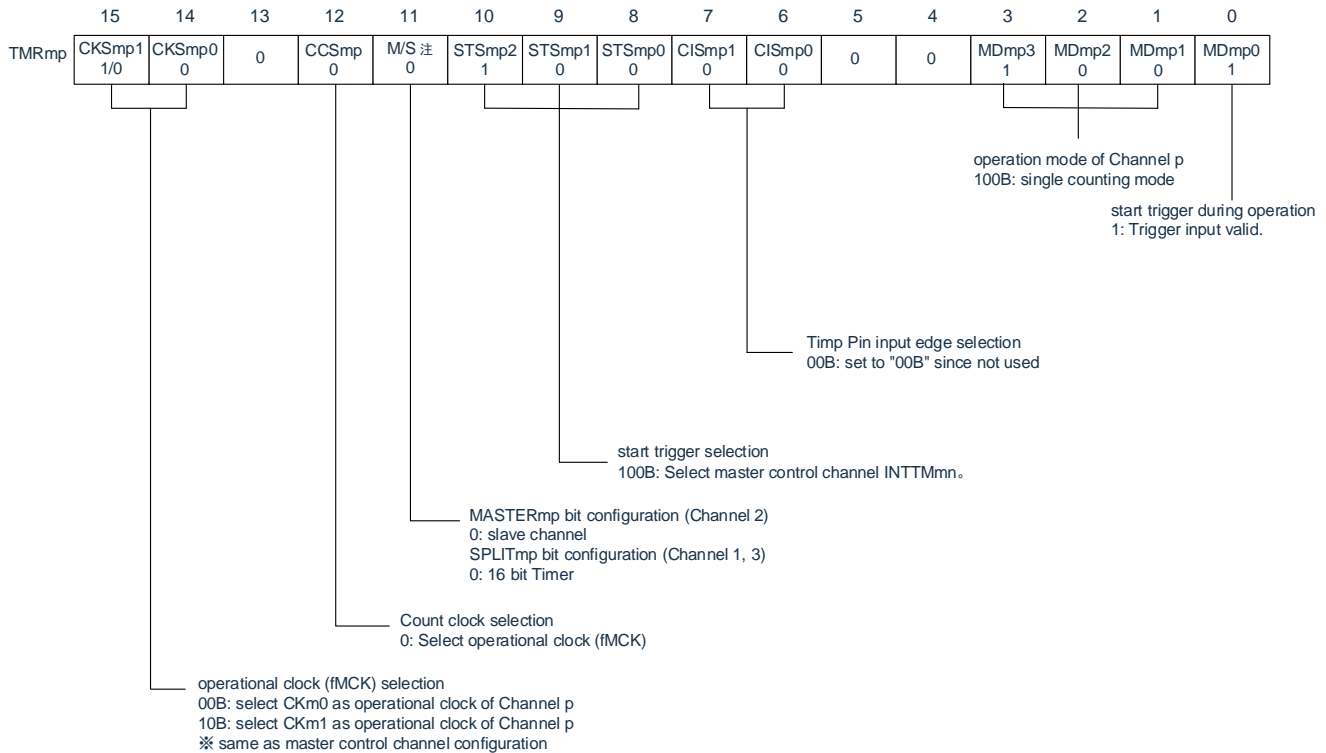 15 14 13 12 11 10 9 8 7 6 5 4 3 2 1 0
TMRmp CKSmp1 CKSmp0 0 CCSmp M/S 注 STSmp2 STSmp1 STSmp0 CISmp1 CISmp0 0 0 MDmp3 MDmp2 MDmp1 MDmp0
1/0 0 0 0 1 0 0 0 0 1 0 0 1
operation mode of Channel p
100B: single counting mode
start trigger during operation
1: Trigger input valid.
Timp Pin input edge selection
00B: set to "00B" since not used
start trigger selection
100B: Select master control channel INTTMmn。
MASTERmp bit configuration (Channel 2)
0: slave channel
SPLITmp bit configuration (Channel 1, 3)
0: 16 bit Timer
Count clock selection
0: Select operational clock (fMCK)
operational clock (fMCK) selection
00B: select CKm0 as operational clock of Channel p
10B: select CKm1 as operational clock of Channel p
※ same as master control channel configuration